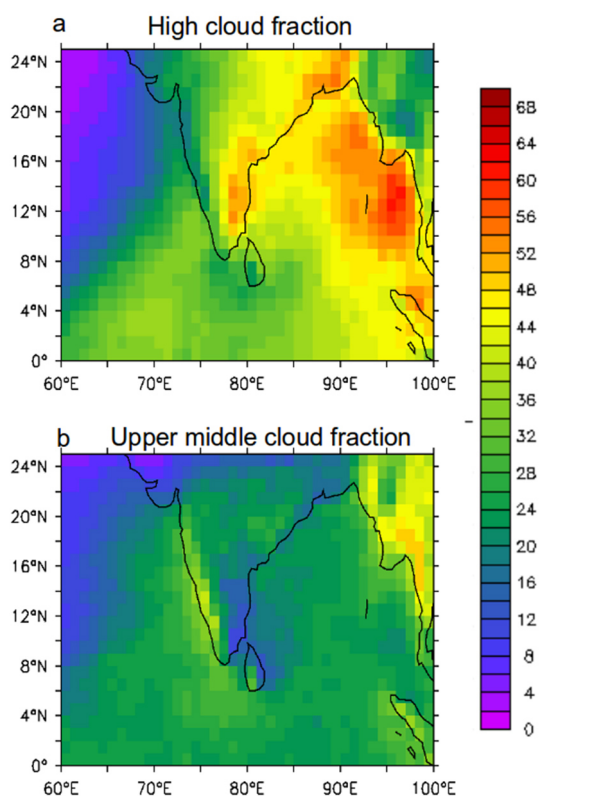 a High cloud fraction
24°N
20°N
16°N
12°N
8°N
4°N
0°
60°E 70°E 80°E 90°E 100°E
b Upper middle cloud fraction
24°N
20°N
16°N
12°N
8°N
4°N
0°
60°E 70°E 80°E 90°E 100°E
68
64
60
56
52
48
44
40
36
32
28
24
20
16
12
8
4
0